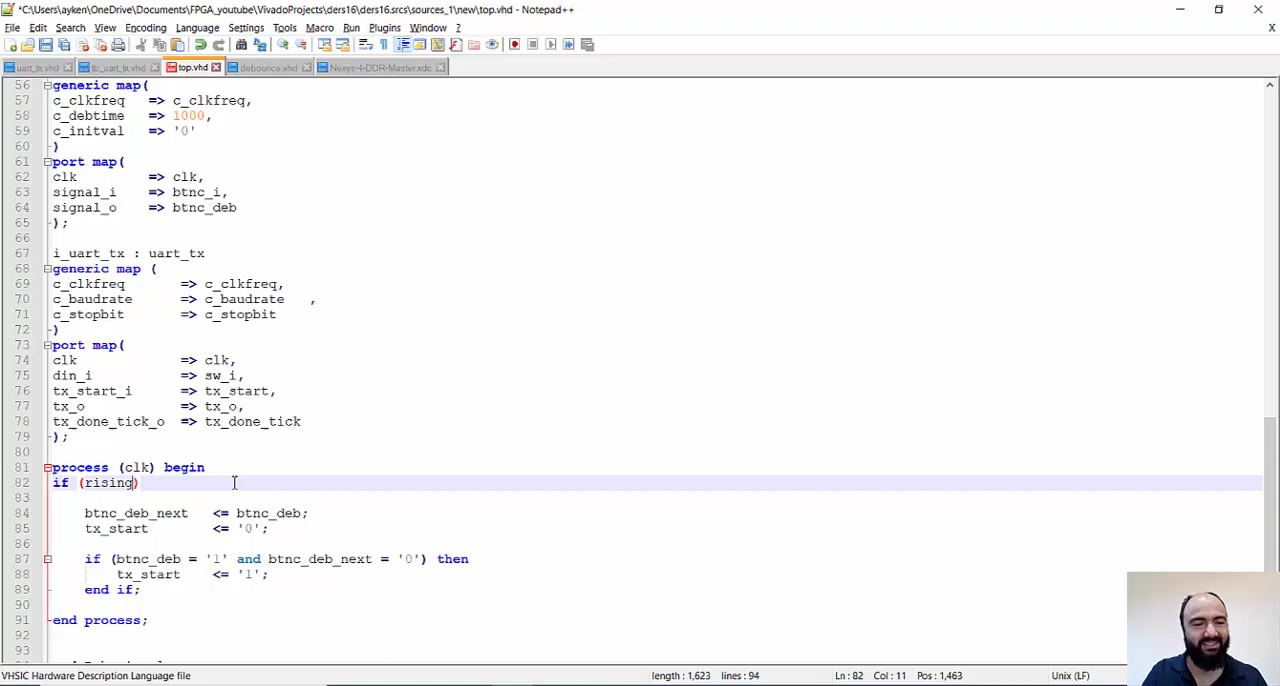 *C:\Users\ayken\OneDrive\Documents\FPGA_youtube\VivadoProjects\ders16\ders16.srcs\sources_1\new\top.vhd - Notepad++
File Edit Search View Encoding Language Settings Tools Macro Run Plugins Window ? X
uart_tx.vhd tb_uart_tx.vhd top.vhd debounce.vhd Nexys-4-DDR-Master.xdc
56 generic map(
57 c_clkfreq => c_clkfreq,
58 c_debtime => 1000,
59 c_initval => '0'
60 )
61 port map(
62 clk => clk,
63 signal_i => btnc_i,
64 signal_o => btnc_deb
65 );
66
67 i_uart_tx : uart_tx
68 generic map (
69 c_clkfreq => c_clkfreq,
70 c_baudrate => c_baudrate ,
71 c_stopbit => c_stopbit
72 )
73 port map(
74 clk => clk,
75 din_i => sw_i,
76 tx_start_i => tx_start,
77 tx_o => tx_o,
78 tx_done_tick_o => tx_done_tick
79 );
80
81 process (clk) begin
82 if (rising)
83
84 btnc_deb_next <= btnc_deb;
85 tx_start <= '0';
86
87 if (btnc_deb = '1' and btnc_deb_next = '0') then
88 tx_start <= '1';
89 end if;
90
91 end process;
92
93
VHSIC Hardware Description Language file length : 1,623 lines : 94 Ln : 82 Col : 11 Pos : 1,463 Unix (LF)